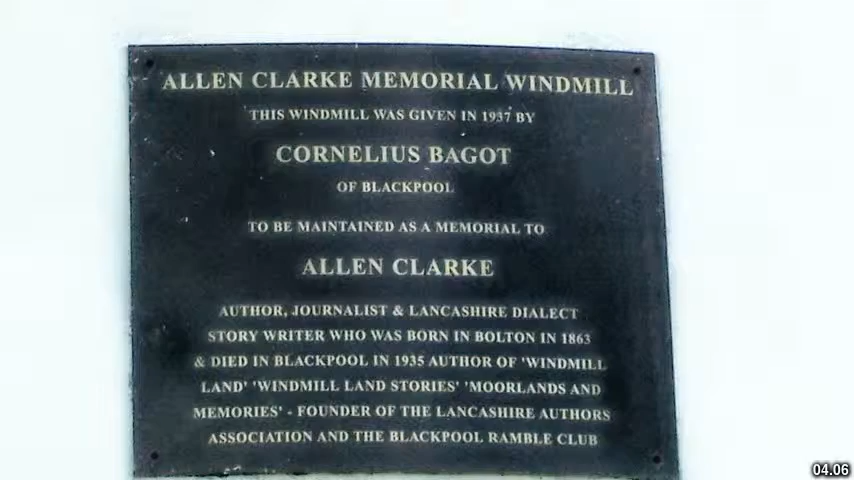 ALLEN CLARKE MEMORIAL WINDMILL
THIS WINDMILL WAS GIVEN IN 1937 BY
CORNELIUS BAGOT
OF BLACKPOOL
TO BE MAINTAINED AS A MEMORIAL TO
ALLEN CLARKE
AUTHOR, JOURNALIST & LANCASHIRE DIALECT
STORY WRITER WHO WAS BORN IN BOLTON IN 1863
& DIED IN BLACKPOOL IN 1935 AUTHOR OF 'WINDMILL
LAND' 'WINDMILL LAND STORIES' 'MOORLANDS AND
MEMORIES' - FOUNDER OF THE LANCASHIRE AUTHORS
ASSOCIATION AND THE BLACKPOOL RAMBLE CLUB
04.06